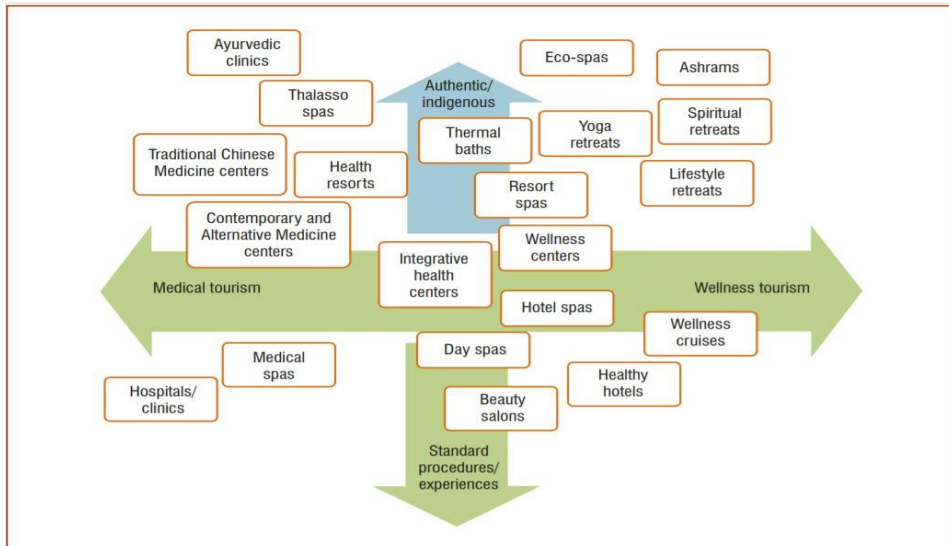 Ayurvedic
clinics
Eco-spas
Ashrams
Thalasso
spas
Authentic/
indigenous
Thermal
baths
Yoga
retreats
Spiritual
retreats
Traditional Chinese
Medicine centers
Health
resorts
Resort
spas
Lifestyle
retreats
Contemporary and
Alternative Medicine
centers
Integrative
health
centers
Wellness
centers
Medical tourism
Wellness tourism
Hotel spas
Wellness
cruises
Day spas
Medical
spas
Hospitals/
clinics
Healthy
hotels
Beauty
salons
Standard
procedures/
experiences